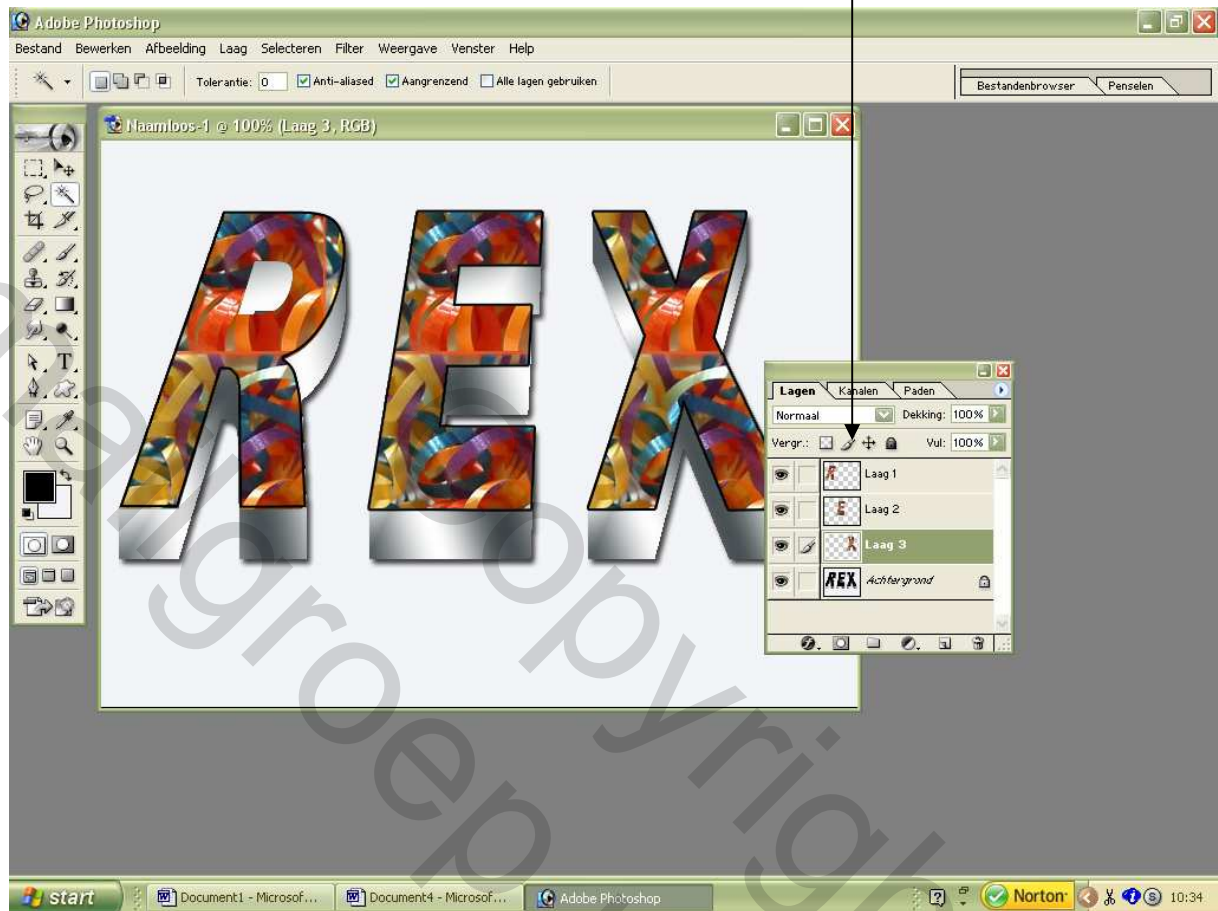 Adobe Photoshop
Bestand Bewerken Afbeelding Laag Selecteren Filter Weergave Venster Help
Tolerantie: 0 Anti-aliased Aangrenzend Alle lagen gebruiken
Bestandenbrowser Penselen
Naamloos-1 @ 100% (Laag 3, RGB)
REX
Lagen Kanalen Paden
Normaal Dekking: 100%
Vergr.: Vul: 100%
Laag 1
Laag 2
Laag 3
REX Achtergrond
T
copyright
start Document1 - Microsof... Document4 - Microsof... Adobe Photoshop Norton 10:34